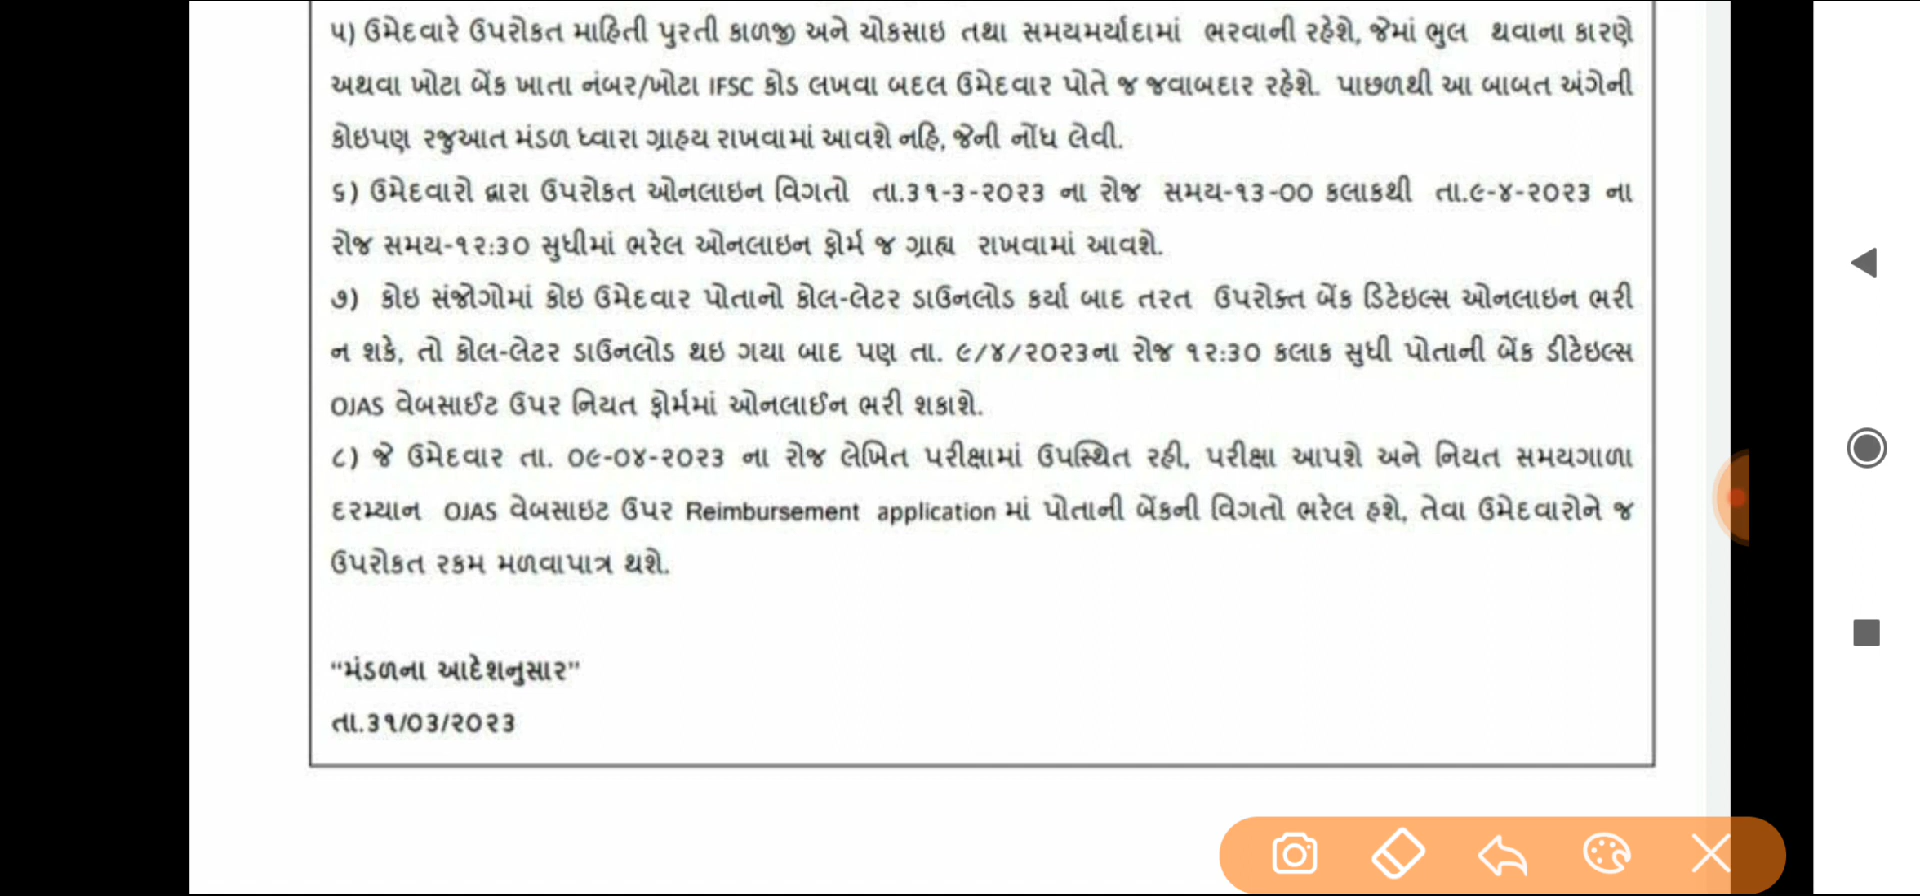 ૫) ઉમેદવારે ઉપરોકત માહિતી પુરતી કાળજી અને ચોકસાઇ તથા સમયમર્યાદામાં ભરવાની રહેશે, જેમાં ભુલ થવાના કારણે
અથવા ખોટા બેંક ખાતા નંબર/ખોટા IFSC કોડ લખવા બદલ ઉમેદવાર પોતે જ જવાબદાર રહેશે. પાછળથી આ બાબત અંગેની
કોઇપણ રજુઆત મંડળ ધ્વારા ગ્રાહય રાખવામાં આવશે નહિ, જેની નોંધ લેવી.
૬) ઉમેદવારો દ્વારા ઉપરોકત ઓનલાઇન વિગતો તા.૩૧-૩-૨૦૨૩ ના રોજ સમય-૧૩-૦૦ કલાકથી તા.૯-૪-૨૦૨૩ ના
રોજ સમય-૧૨:૩૦ સુધીમાં ભરેલ ઓનલાઇન ફોર્મ જ ગ્રાહ્ય રાખવામાં આવશે.
૭) કોઇ સંજોગોમાં કોઇ ઉમેદવાર પોતાનો કોલ-લેટર ડાઉનલોડ કર્યા બાદ તરત ઉપરોક્ત બેંક ડિટેઇલ્સ ઓનલાઇન ભરી
ન શકે, તો કોલ-લેટર ડાઉનલોડ થઇ ગયા બાદ પણ તા. ૯/૪/૨૦૨૩ના રોજ ૧૨:૩૦ કલાક સુધી પોતાની બેંક ડીટેઇલ્સ
OJAS વેબસાઈટ ઉપર નિયત ફોર્મમાં ઓનલાઈન ભરી શકાશે.
૮) જે ઉમેદવાર તા. ૦૯-૦૪-૨૦૨૩ ના રોજ લેખિત પરીક્ષામાં ઉપસ્થિત રહી, પરીક્ષા આપશે અને નિયત સમયગાળા
દરમ્યાન OJAS વેબસાઇટ ઉપર Reimbursement application માં પોતાની બેંકની વિગતો ભરેલ હશે, તેવા ઉમેદવારોને જ
ઉપરોકત રકમ મળવાપાત્ર થશે.
“મંડળના આદેશનુસાર”
તા.૩૧/૦૩/૨૦૨૩